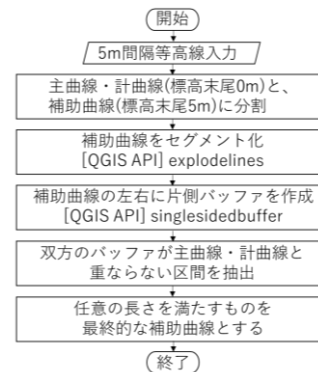 開始
5m間隔等高線入力
主曲線・計曲線(標高末尾0m)と、
補助曲線(標高末尾5m)に分割
補助曲線をセグメント化
[QGIS API] explodelines
補助曲線の左右に片側バッファを作成
[QGIS API] singlesidedbuffer
双方のバッファが主曲線・計曲線と
重ならない区間を抽出
任意の長さを満たすものを
最終的な補助曲線とする
終了